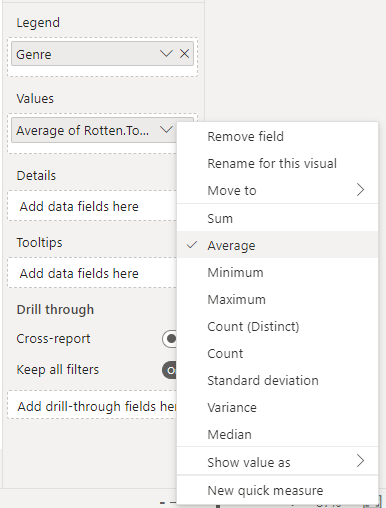 Legend
Genre
Values
Average of Rotten.To...
Remove field
Rename for this visual
Move to
Sum
Average
Minimum
Maximum
Count (Distinct)
Count
Standard deviation
Variance
Median
Show value as
New quick measure
Details
Add data fields here
Tooltips
Add data fields here
Drill through
Cross-report
Keep all filters
Add drill-through fields her